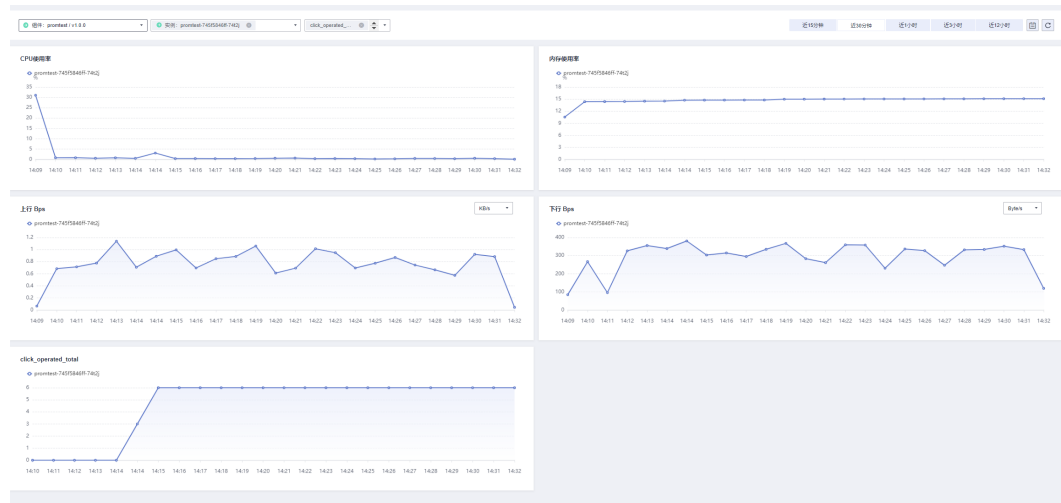 组件：promtest / v1.0.0
实例：promtest-745f5846ff-74t2j
click_operated_...
近15分钟 近30分钟 近1小时 近3小时 近12小时
CPU使用率
promtest-745f5846ff-74t2j
%
35
30
25
20
15
10
5
0
14:09 14:10 14:11 14:12 14:13 14:14 14:14 14:15 14:16 14:17 14:18 14:19 14:20 14:21 14:22 14:23 14:24 14:25 14:26 14:27 14:28 14:29 14:30 14:31 14:32
内存使用率
promtest-745f5846ff-74t2j
%
18
15
12
9
6
3
0
14:09 14:10 14:11 14:12 14:13 14:14 14:14 14:15 14:16 14:17 14:18 14:19 14:20 14:21 14:22 14:23 14:24 14:25 14:26 14:27 14:28 14:29 14:30 14:31 14:32
上行 Bps
KB/s
promtest-745f5846ff-74t2j
1.2
1
0.8
0.6
0.4
0.2
0
14:09 14:10 14:11 14:12 14:13 14:14 14:14 14:15 14:16 14:17 14:18 14:19 14:20 14:21 14:22 14:23 14:24 14:25 14:26 14:27 14:28 14:29 14:30 14:31 14:32
下行 Bps
Byte/s
promtest-745f5846ff-74t2j
400
300
200
100
0
14:09 14:10 14:11 14:12 14:13 14:14 14:14 14:15 14:16 14:17 14:18 14:19 14:20 14:21 14:22 14:23 14:24 14:25 14:26 14:27 14:28 14:29 14:30 14:31 14:32
click_operated_total
promtest-745f5846ff-74t2j
6
5
4
3
2
1
0
14:10 14:11 14:12 14:13 14:14 14:14 14:15 14:16 14:17 14:18 14:19 14:20 14:21 14:22 14:23 14:24 14:25 14:26 14:27 14:28 14:29 14:30 14:31 14:32